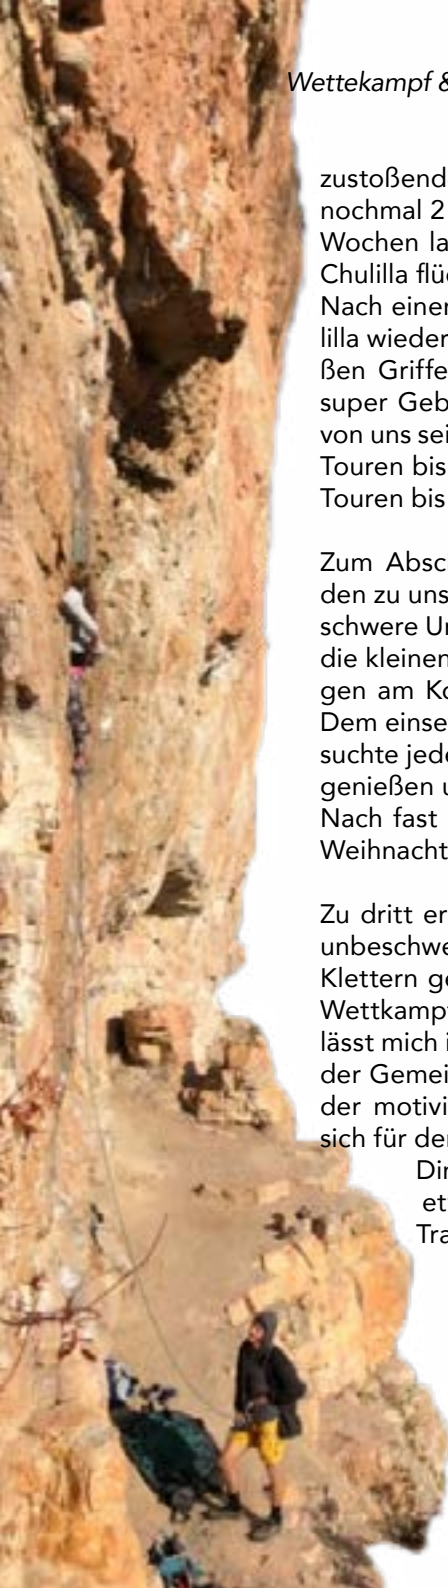 Wettekampf &
zustoßend
nochmal 2
Wochen la
Chulilla flü
Nach einer
lilla wieder
ßen Griffe
super Geb
von uns sei
Touren bis
Touren bis
Zum Absc
den zu uns
schwere Un
die kleinen
gen am Ko
Dem einse
suchte jede
genießen u
Nach fast
Weihnacht
Zu dritt er
unbeschwe
Klettern ge
Wettkampf
lässt mich i
der Gemei
der motivi
sich für der
Din
et
Tra